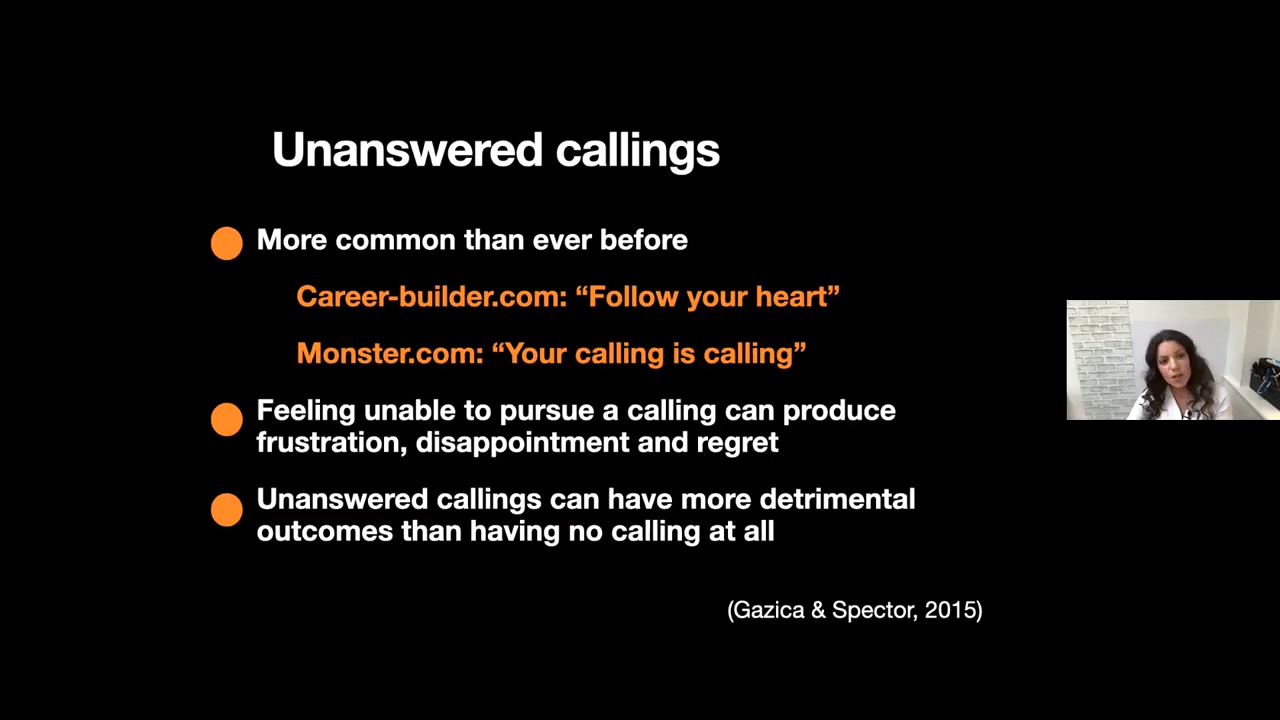 Unanswered callings
More common than ever before
Career-builder.com: “Follow your heart”
Monster.com: “Your calling is calling”
Feeling unable to pursue a calling can produce
frustration, disappointment and regret
Unanswered callings can have more detrimental
outcomes than having no calling at all
(Gazica & Spector, 2015)